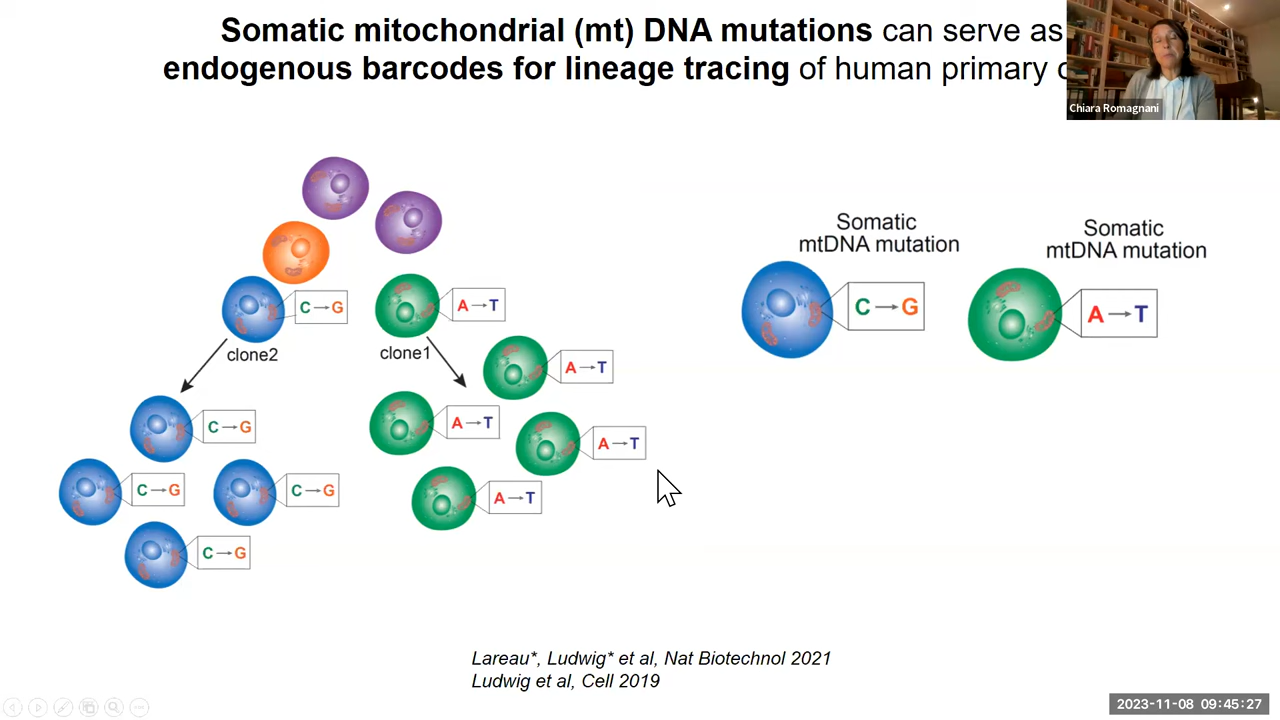 Somatic mitochondrial (mt) DNA mutations can serve as
endogenous barcodes for lineage tracing of human primary
Chiara Romagnani
Somatic
mtDNA mutation
Somatic
mtDNA mutation
C→G
A→T
C→G
A→T
clone2
clone1
A→T
C→G
A→T
A→T
C→G
C→G
A→T
C→G
Lareau*, Ludwig* et al, Nat Biotechnol 2021
Ludwig et al, Cell 2019
2023-11-08 09:45:27